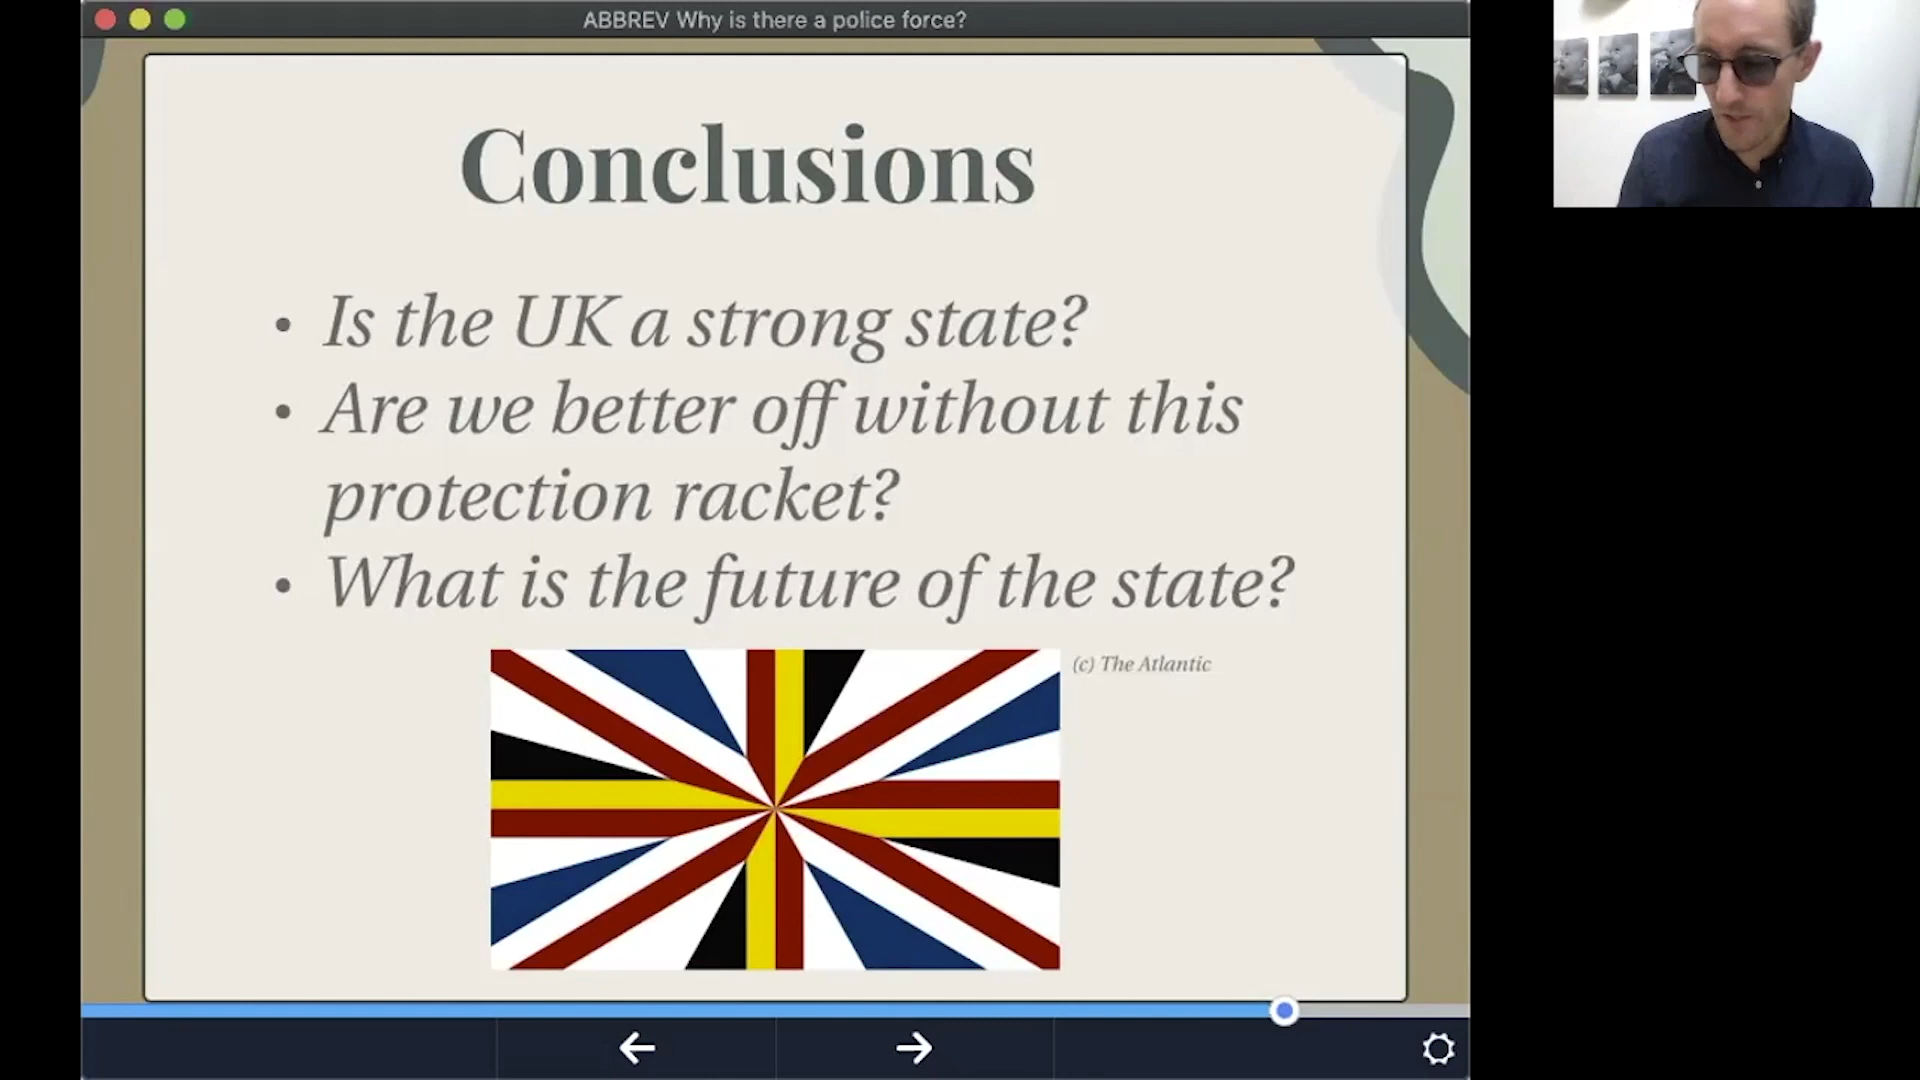 ABBREV Why is there a police force?
Conclusions
• Is the UK a strong state?
• Are we better off without this
protection racket?
• What is the future of the state?
(c) The Atlantic